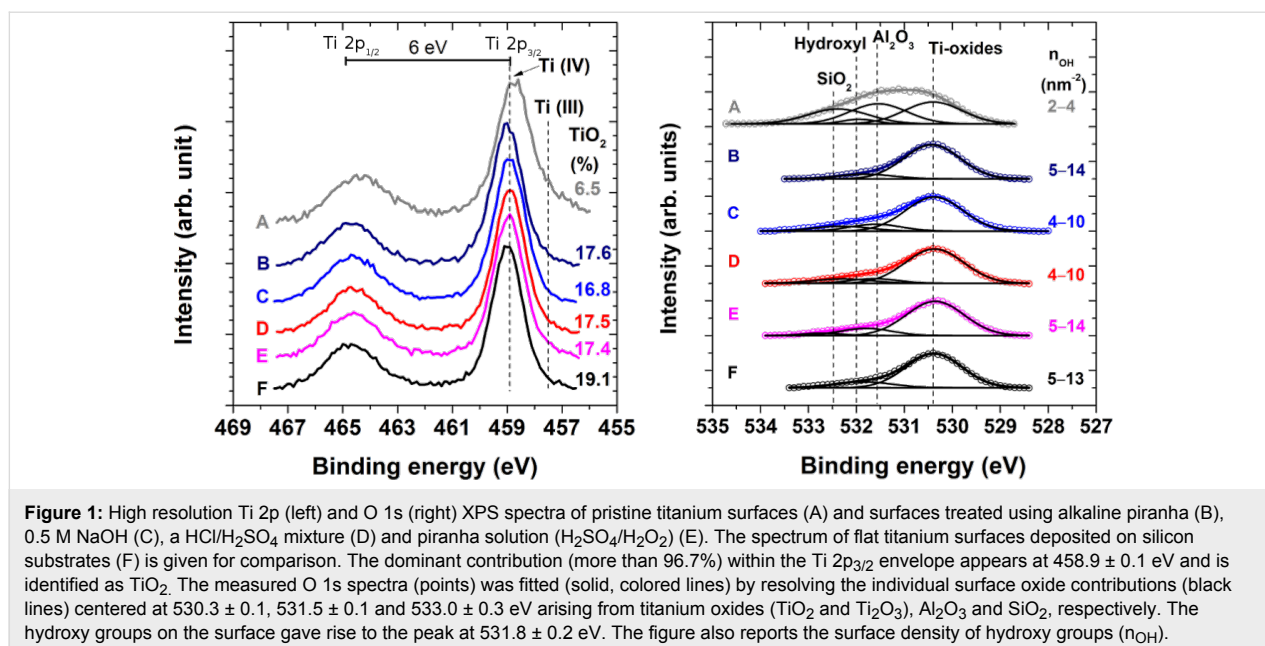 Ti 2p1/2
6 eV
Ti 2p3/2
Ti (IV)
Ti (III)
TiO2
(%)
A
6.5
B
17.6
C
16.8
D
17.5
E
17.4
F
19.1
Intensity (arb. unit)
469 467 465 463 461 459 457 455
Binding energy (eV)
Hydroxyl
Al2O3
Ti-oxides
SiO2
nOH
(nm-2)
A
2–4
B
5–14
C
4–10
D
4–10
E
5–14
F
5–13
Intensity (arb. units)
535 534 533 532 531 530 529 528 527
Binding energy (eV)
Figure 1: High resolution Ti 2p (left) and O 1s (right) XPS spectra of pristine titanium surfaces (A) and surfaces treated using alkaline piranha (B),
0.5 M NaOH (C), a HCl/H2SO4 mixture (D) and piranha solution (H2SO4/H2O2) (E). The spectrum of flat titanium surfaces deposited on silicon
substrates (F) is given for comparison. The dominant contribution (more than 96.7%) within the Ti 2p3/2 envelope appears at 458.9 ± 0.1 eV and is
identified as TiO2. The measured O 1s spectra (points) was fitted (solid, colored lines) by resolving the individual surface oxide contributions (black
lines) centered at 530.3 ± 0.1, 531.5 ± 0.1 and 533.0 ± 0.3 eV arising from titanium oxides (TiO2 and Ti2O3), Al2O3 and SiO2, respectively. The
hydroxy groups on the surface gave rise to the peak at 531.8 ± 0.2 eV. The figure also reports the surface density of hydroxy groups (nOH).